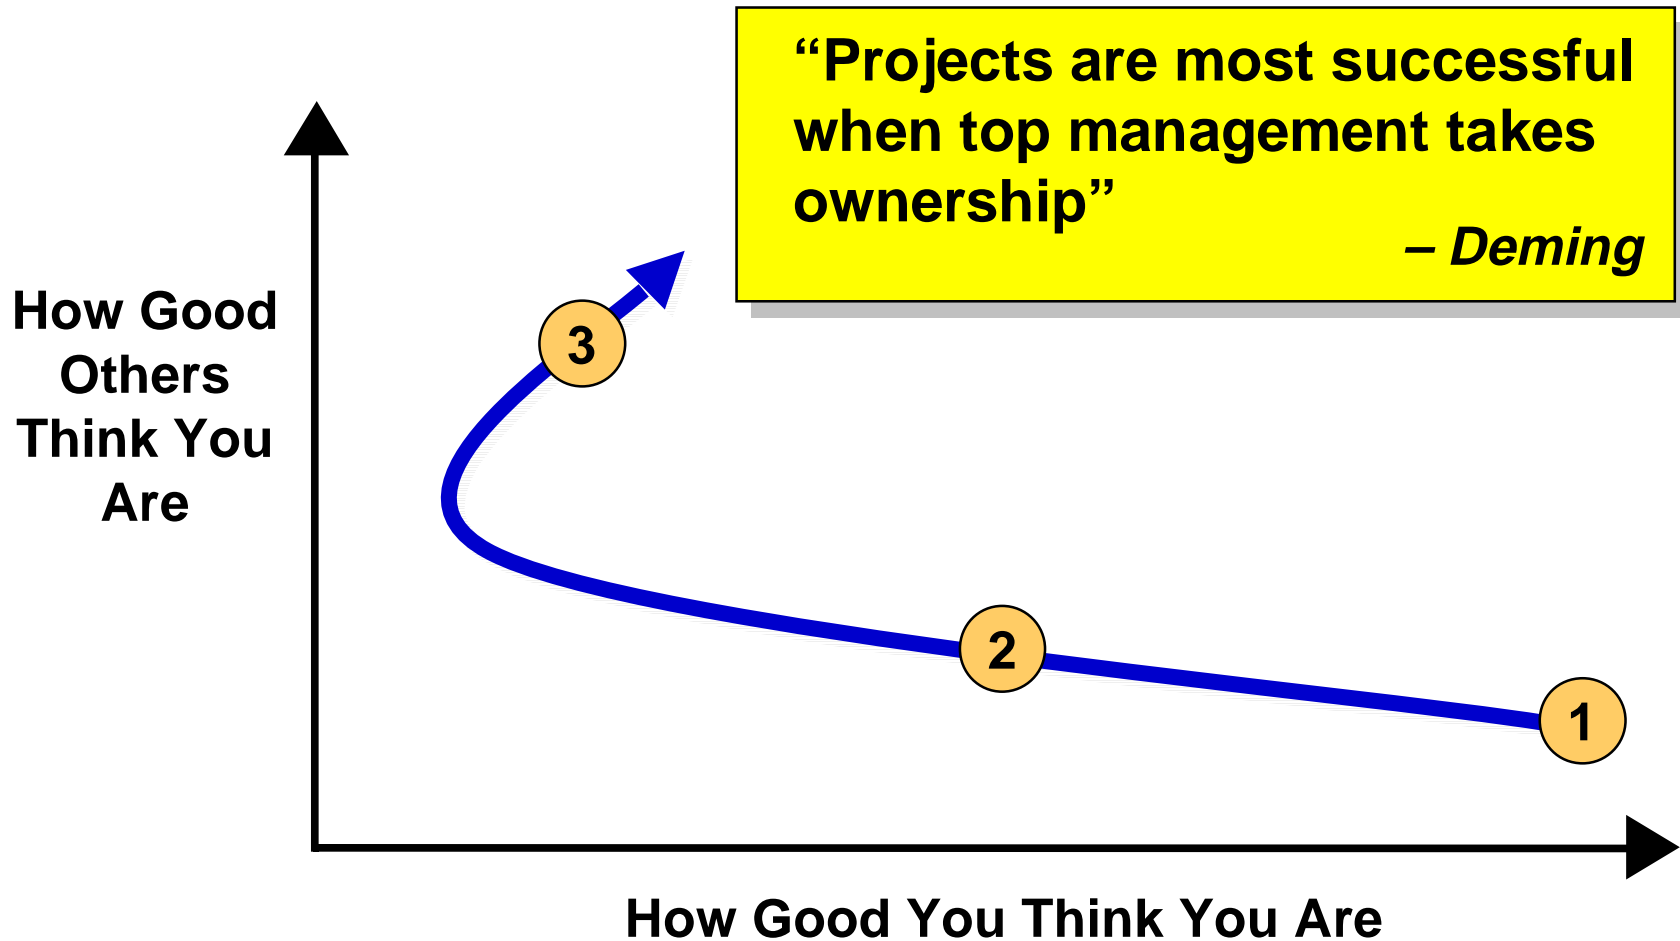 “Projects are most successful
when top management takes
ownership”
– Deming
How Good
Others
Think You
Are
3
2
1
How Good You Think You Are